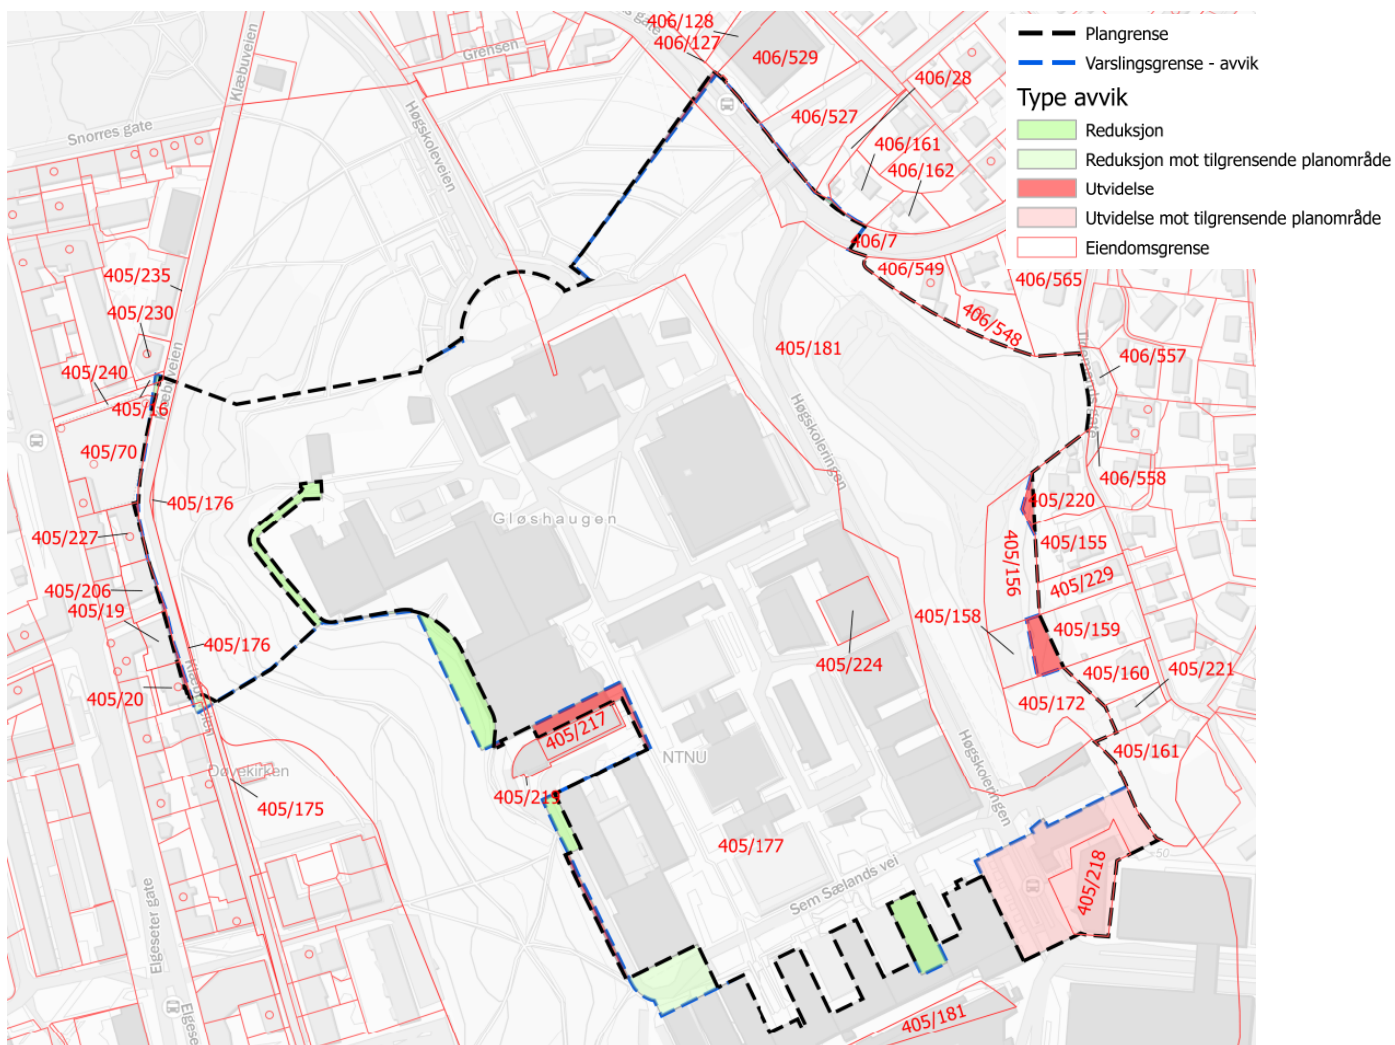 406/128
406/127
406/529
Grensen
Klæbuveien
Snorres gate
Høgskoleveien
406/28
406/527
406/161
406/162
406/7
406/549
406/565
406/548
406/557
406/558
405/235
405/230
405/240
405/16
Klæbuveien
405/70
405/176
405/227
405/206
405/19
405/176
405/20
405/181
Høgskoleringen
Gløshaugen
405/220
405/155
405/156
405/229
405/158
405/159
405/160
405/221
405/172
405/161
405/224
405/217
NTNU
Høgskoleringen
Døvekirken
405/175
405/177
Sem Sælands vei
405/218
50
Elgeseter gate
405/181
Plangrense
Varslingsgrense - avvik
Type avvik
Reduksjon
Reduksjon mot tilgrensende planområde
Utvidelse
Utvidelse mot tilgrensende planområde
Eiendomsgrense